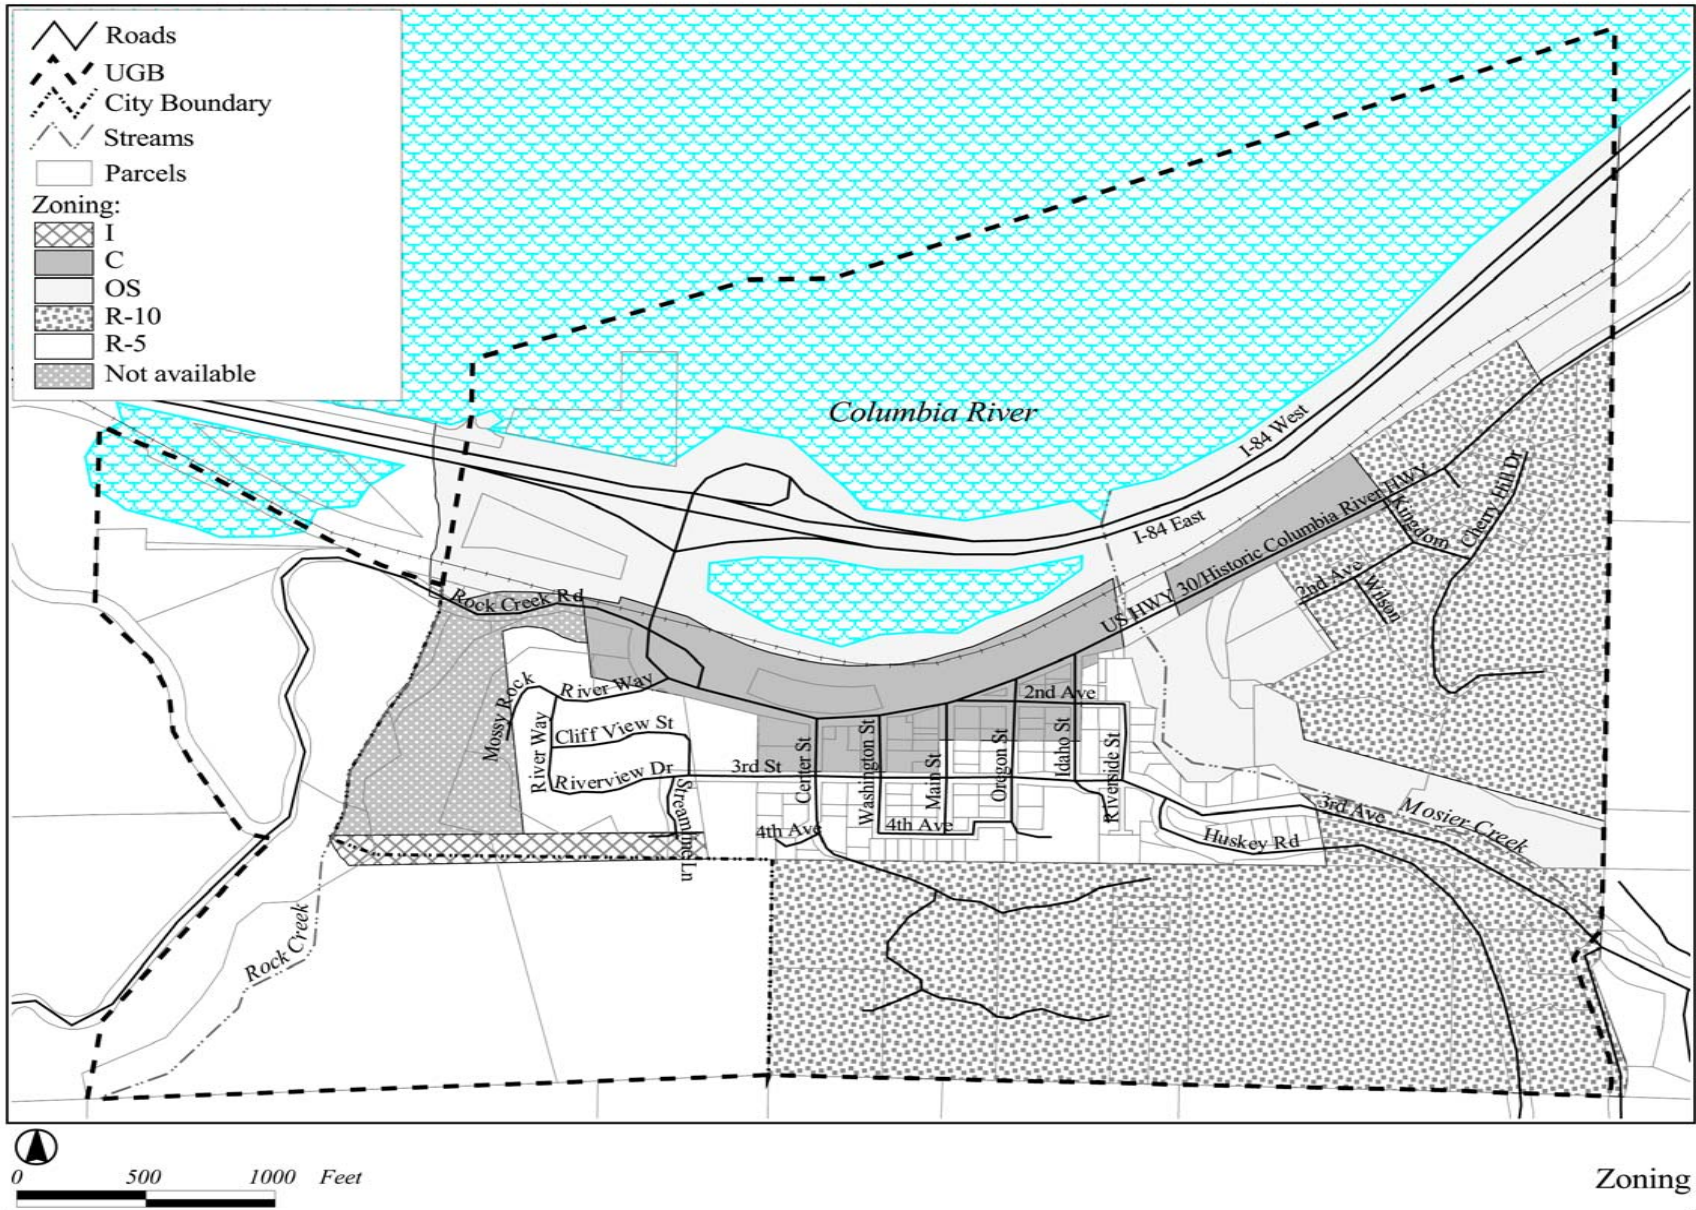 Roads
UGB
City Boundary
Streams
Parcels
Zoning:
I
C
OS
R-10
R-5
Not available
Columbia River
I-84 West
I-84 East
US HWY 30/Historic Columbia River HWY
Kingdom
Cherry Hill Dr
2nd Ave
Wilson
Rock Creek Rd
River Way
Mossy Rock
River Way
Cliff View St
Riverview Dr
Streamline Ln
3rd St
Center St
Washington St
Main St
Oregon St
Idaho St
Riverside St
2nd Ave
4th Ave
4th Ave
3rd Ave
Mosier Creek
Huskey Rd
Rock Creek
0 500 1000 Feet
Zoning